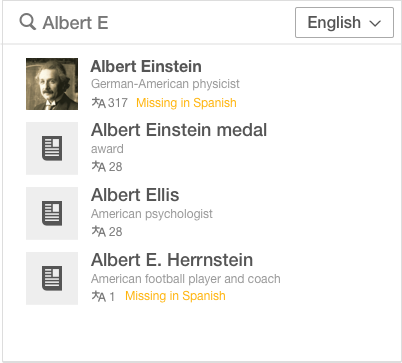 Albert E
English
Albert Einstein
German-American physicist
317 Missing in Spanish
Albert Einstein medal
award
28
Albert Ellis
American psychologist
28
Albert E. Herrnstein
American football player and coach
1 Missing in Spanish